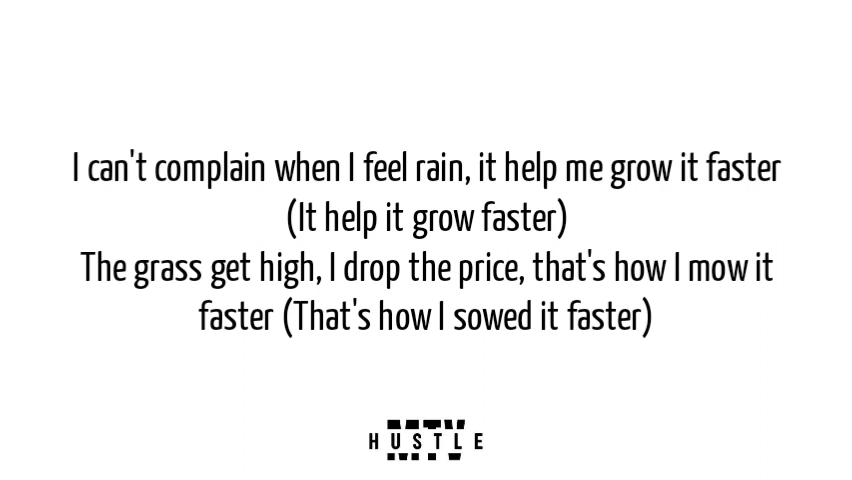 I can't complain when I feel rain, it help me grow it faster
(It help it grow faster)
The grass get high, I drop the price, that's how I mow it
faster (That's how I sowed it faster)
MTV
HUSTLE